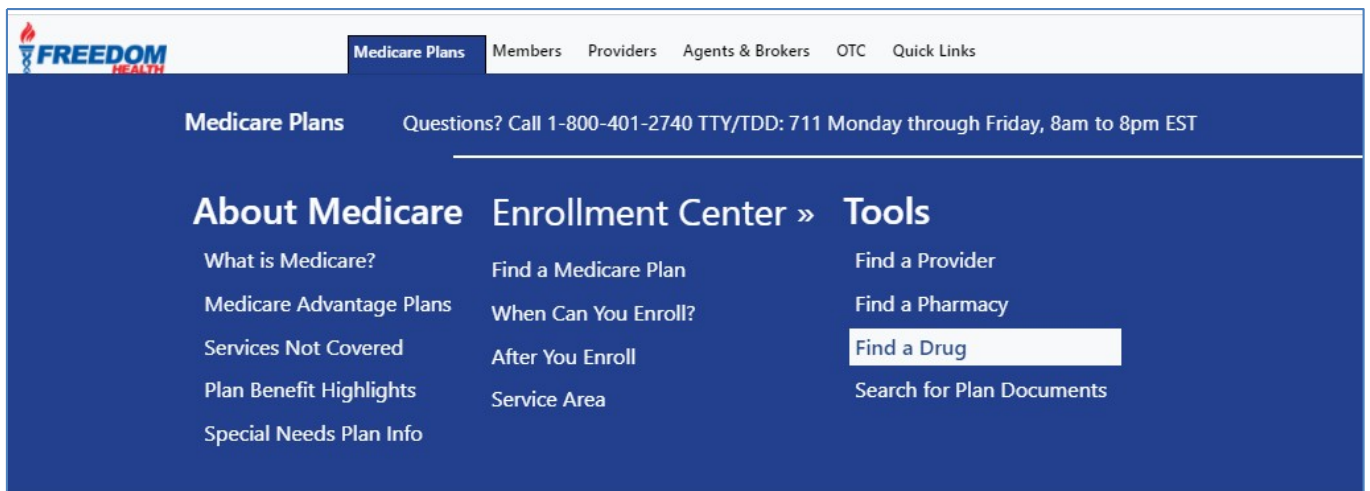 FREEDOM
HEALTH
Medicare Plans Members Providers Agents & Brokers OTC Quick Links
Medicare Plans Questions? Call 1-800-401-2740 TTY/TDD: 711 Monday through Friday, 8am to 8pm EST
About Medicare
What is Medicare?
Medicare Advantage Plans
Services Not Covered
Plan Benefit Highlights
Special Needs Plan Info
Enrollment Center »
Find a Medicare Plan
When Can You Enroll?
After You Enroll
Service Area
Tools
Find a Provider
Find a Pharmacy
Find a Drug
Search for Plan Documents